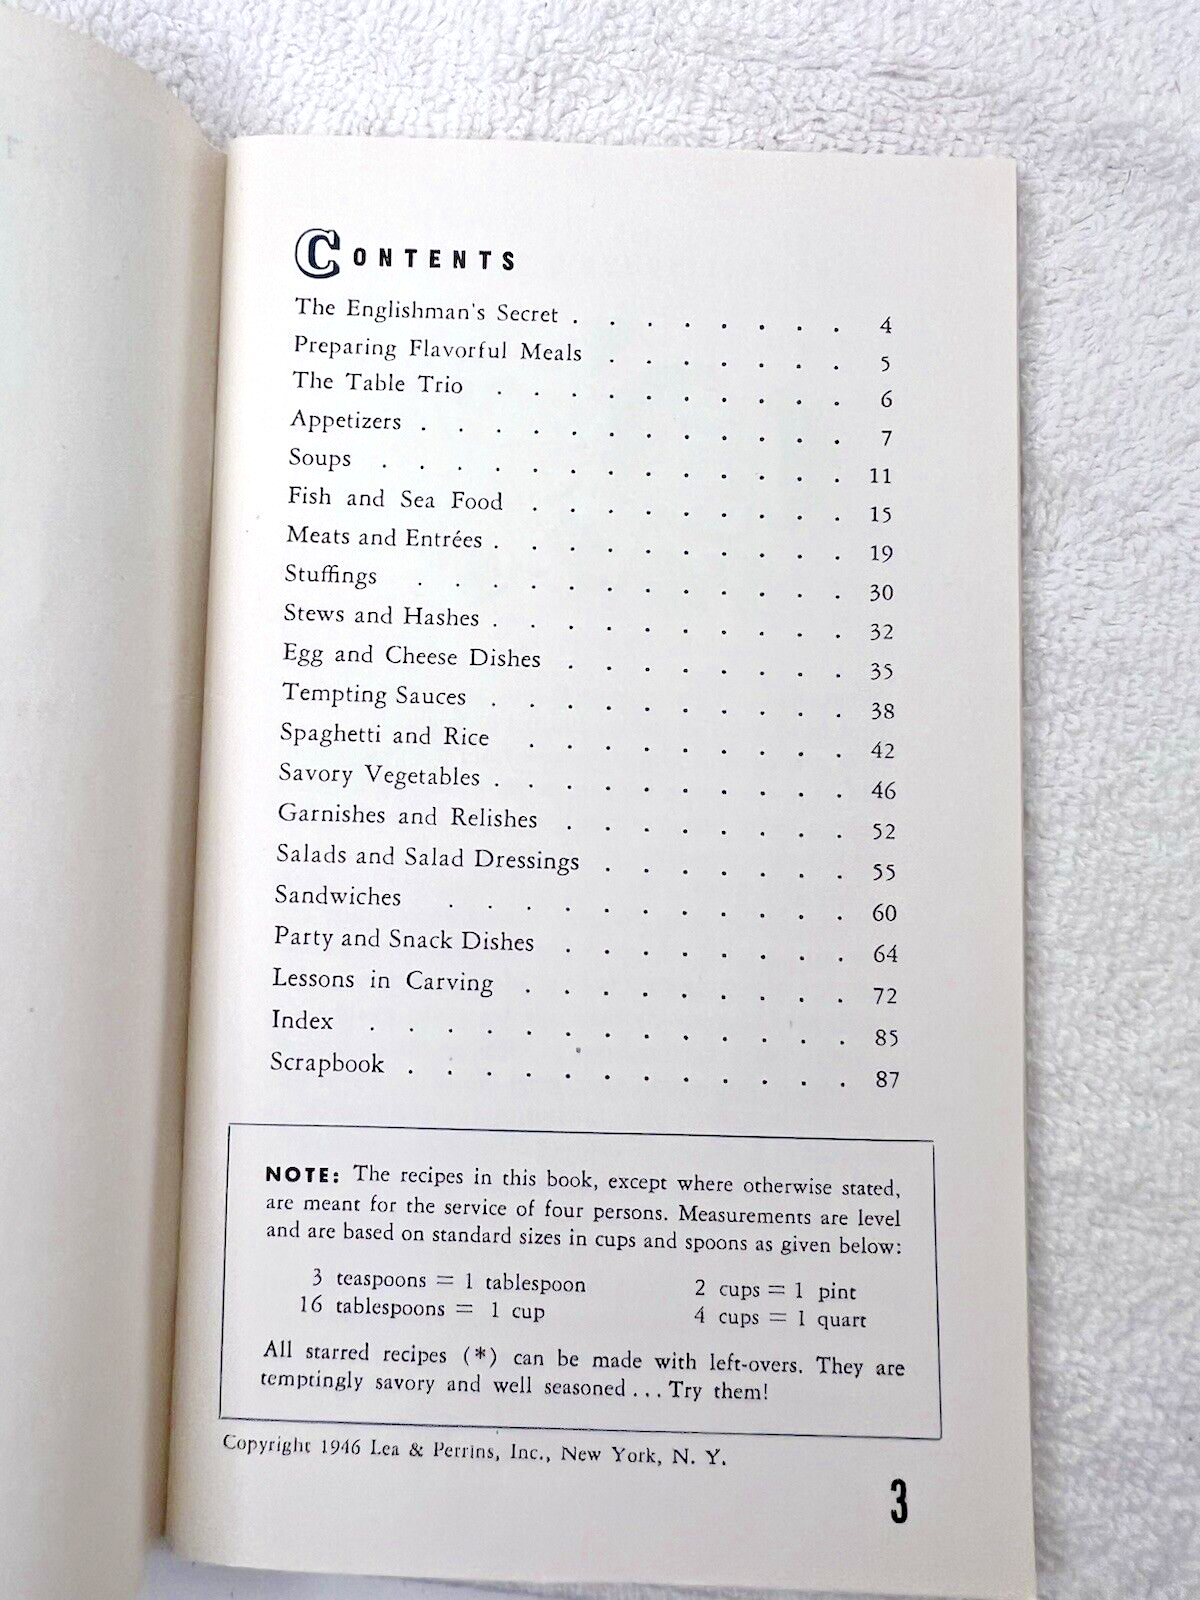 CONTENTS
The Englishman's Secret . . . . . . . . 4
Preparing Flavorful Meals . . . . . . . 5
The Table Trio . . . . . . . . . . 6
Appetizers . . . . . . . . . . . . 7
Soups . . . . . . . . . . . . . 11
Fish and Sea Food . . . . . . . . . 15
Meats and Entrées . . . . . . . . . . 19
Stuffings . . . . . . . . . . . . 30
Stews and Hashes . . . . . . . . . . 32
Egg and Cheese Dishes . . . . . . . . 35
Tempting Sauces . . . . . . . . . . 38
Spaghetti and Rice . . . . . . . . . 42
Savory Vegetables . . . . . . . . . . 46
Garnishes and Relishes . . . . . . . . 52
Salads and Salad Dressings . . . . . . . 55
Sandwiches . . . . . . . . . . . 60
Party and Snack Dishes . . . . . . . . 64
Lessons in Carving . . . . . . . . . 72
Index . . . . . . . . . . . . . 85
Scrapbook . . . . . . . . . . . . 87
NOTE: The recipes in this book, except where otherwise stated,
are meant for the service of four persons. Measurements are level
and are based on standard sizes in cups and spoons as given below:
3 teaspoons = 1 tablespoon 2 cups = 1 pint
16 tablespoons = 1 cup 4 cups = 1 quart
All starred recipes (*) can be made with left-overs. They are
temptingly savory and well seasoned . . . Try them!
Copyright 1946 Lea & Perrins, Inc., New York, N. Y.
3